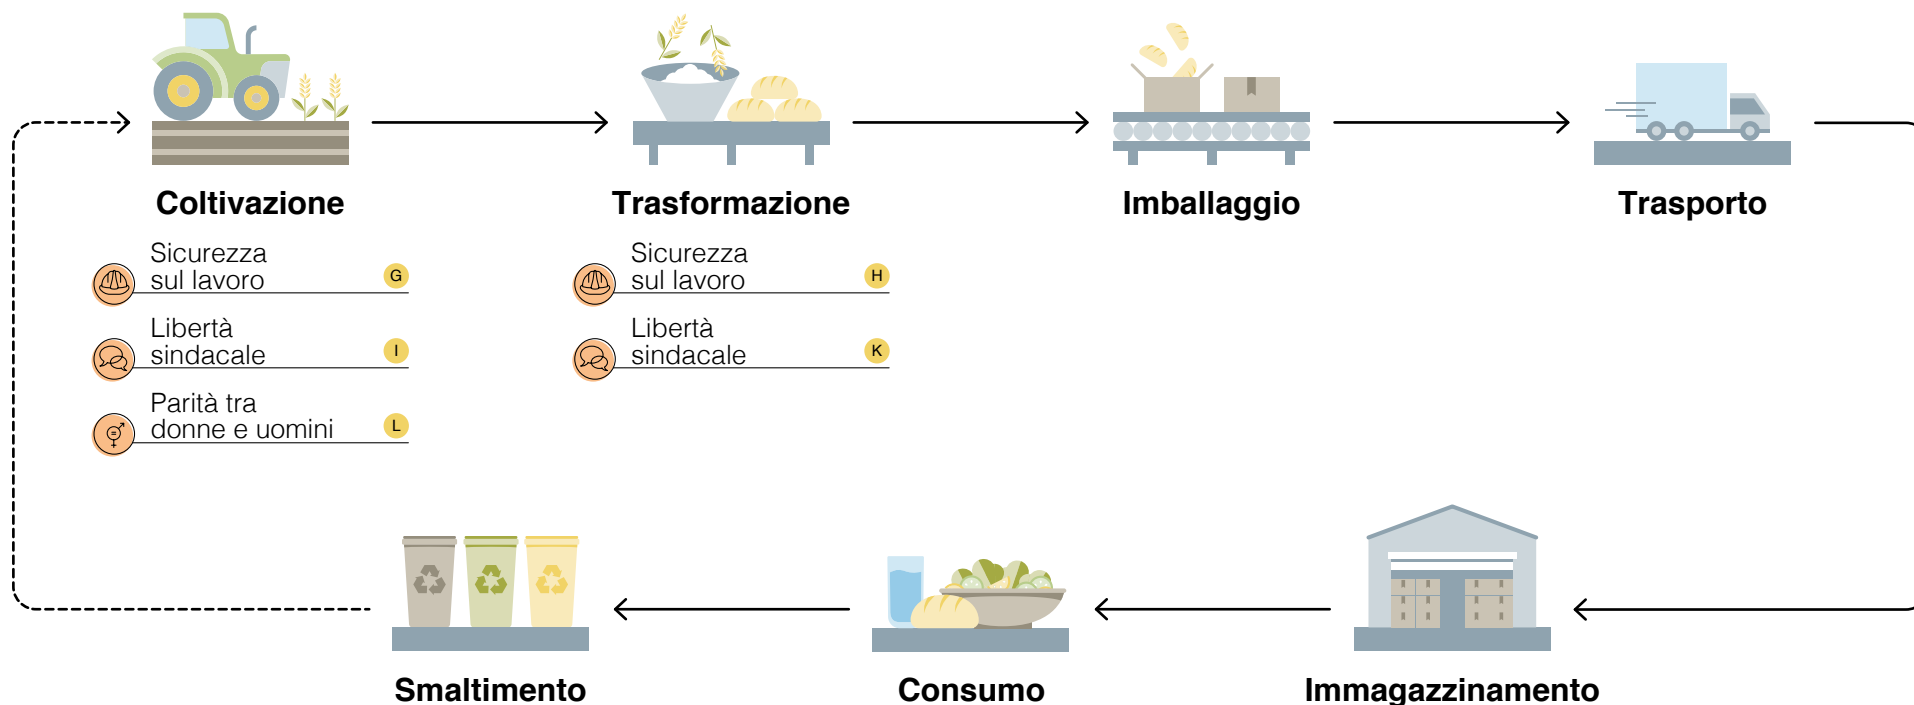 Coltivazione
Trasformazione
Imballaggio
Trasporto
Sicurezza
sul lavoro
G
Libertà
sindacale
I
Parità tra
donne e uomini
L
Sicurezza
sul lavoro
H
Libertà
sindacale
K
Smaltimento
Consumo
Immagazzinamento